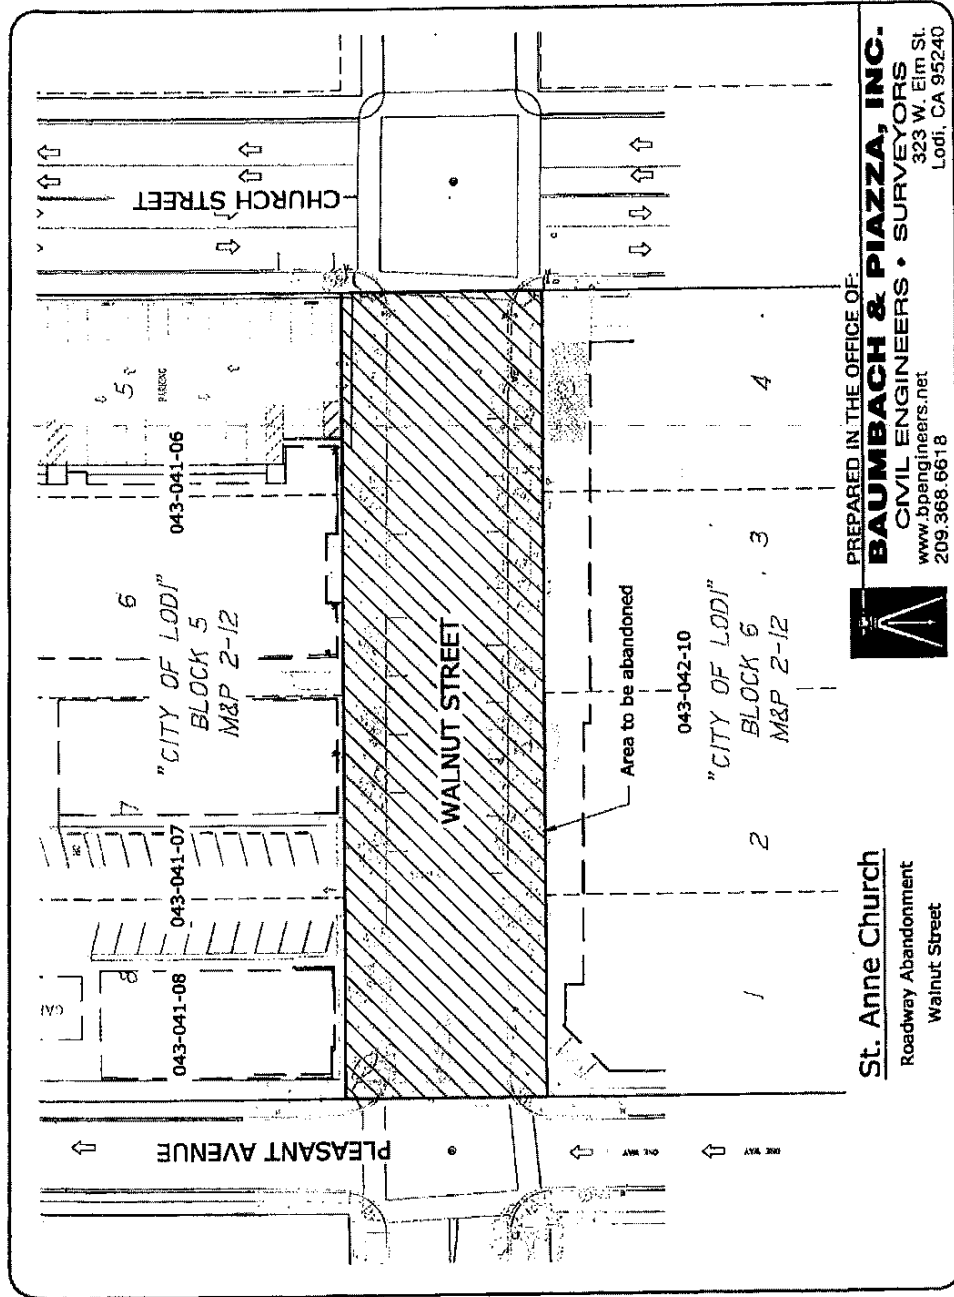 CHURCH STREET
5
PARKING
043-041-06
6
"CITY OF LODI"
BLOCK 5
M&P 2-12
7
043-041-07
8
043-041-08
WALNUT STREET
PLEASANT AVENUE
ONE WAY
ONE WAY
Area to be abandoned
043-042-10
"CITY OF LODI"
BLOCK 6
M&P 2-12
1
2
3
4
St. Anne Church
Roadway Abandonment
Walnut Street
PREPARED IN THE OFFICE OF:
BAUMBACH & PIAZZA, INC.
CIVIL ENGINEERS • SURVEYORS
www.bpengineers.net
323 W. Elm St.
209.368.6618
Lodi, CA 95240